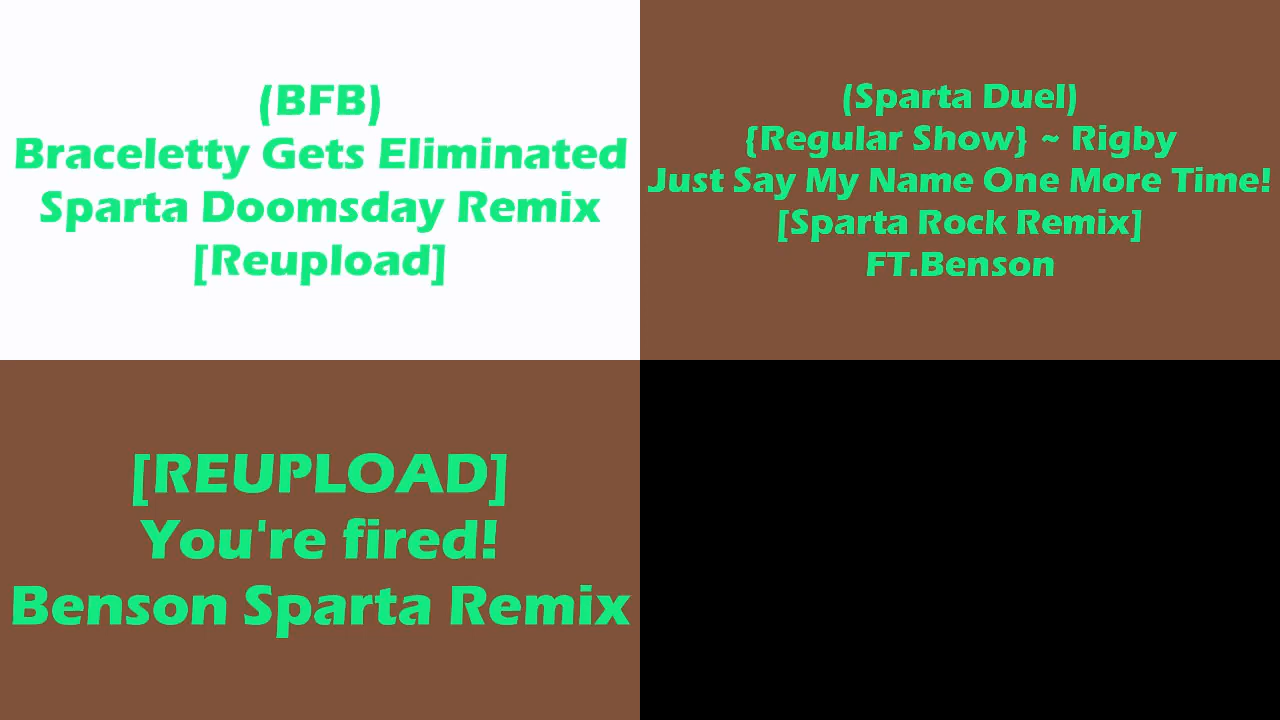 (BFB)
Braceletty Gets Eliminated
Sparta Doomsday Remix
[Reupload]
(Sparta Duel)
{Regular Show} ~ Rigby
Just Say My Name One More Time!
[Sparta Rock Remix]
FT.Benson
[REUPLOAD]
You're fired!
Benson Sparta Remix